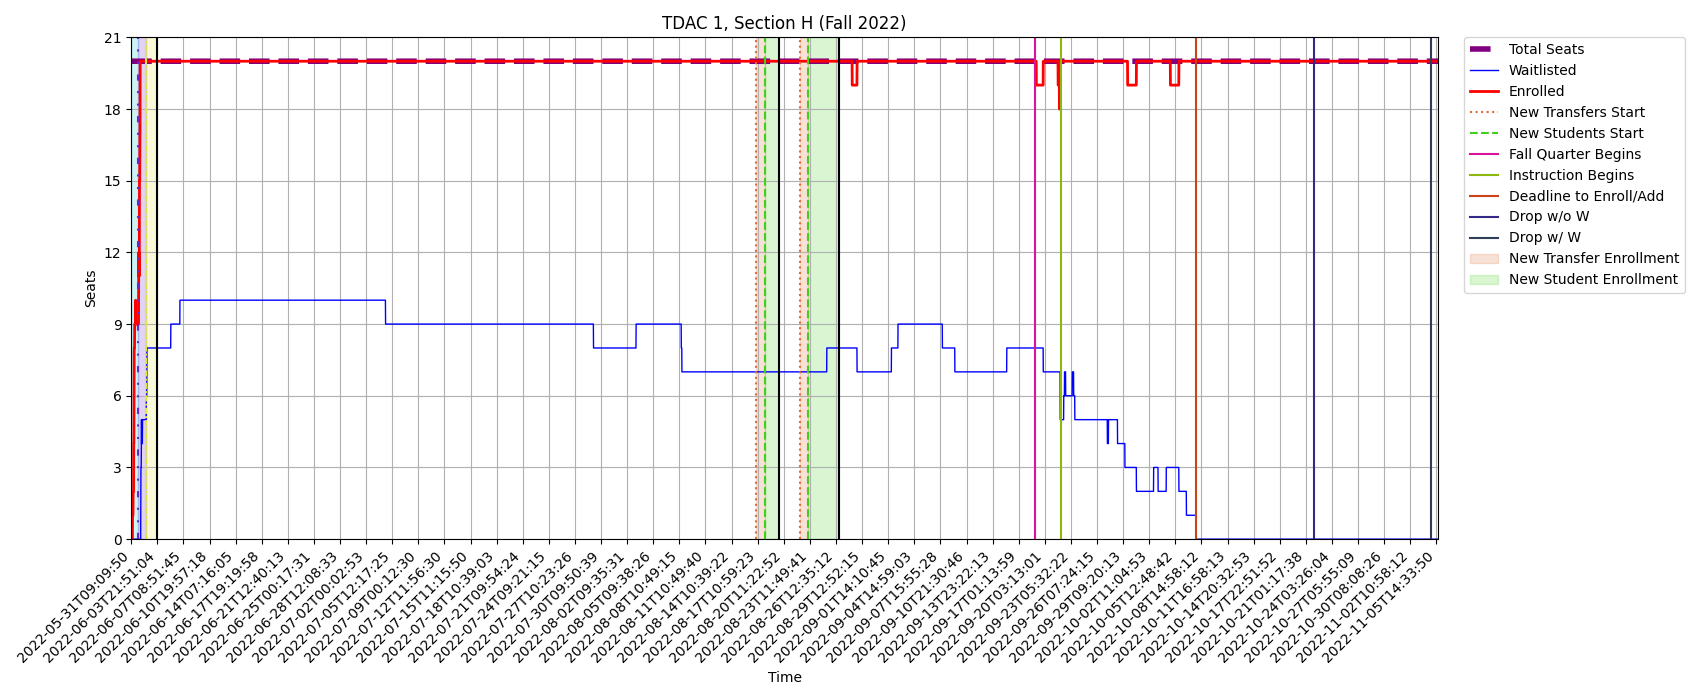 TDAC 1, Section H (Fall 2022)
21
18
15
12
9
6
3
0
Seats
2022-05-31T09:09:50
2022-06-03T21:51:04
2022-06-07T08:51:45
2022-06-10T19:57:18
2022-06-14T07:16:05
2022-06-17T19:19:58
2022-06-21T12:40:13
2022-06-25T00:17:31
2022-06-28T12:08:33
2022-07-02T00:02:53
2022-07-05T12:17:25
2022-07-09T00:12:30
2022-07-12T11:56:30
2022-07-15T11:15:50
2022-07-18T10:39:03
2022-07-21T09:54:24
2022-07-24T09:21:15
2022-07-27T10:23:26
2022-07-30T09:50:39
2022-08-02T09:35:31
2022-08-05T09:38:26
2022-08-08T10:49:15
2022-08-11T10:49:40
2022-08-14T10:39:22
2022-08-17T10:59:23
2022-08-20T11:22:52
2022-08-23T11:49:41
2022-08-26T12:35:12
2022-08-29T12:52:15
2022-09-01T14:10:45
2022-09-04T14:59:03
2022-09-07T15:55:28
2022-09-10T21:30:46
2022-09-13T23:22:13
2022-09-17T01:13:59
2022-09-20T03:13:01
2022-09-23T05:32:22
2022-09-26T07:24:15
2022-09-29T09:20:13
2022-10-02T11:04:53
2022-10-05T12:48:42
2022-10-08T14:58:12
2022-10-11T16:58:13
2022-10-14T20:32:53
2022-10-17T22:51:52
2022-10-21T01:17:38
2022-10-24T03:26:04
2022-10-27T05:55:09
2022-10-30T08:08:26
2022-11-02T10:58:12
2022-11-05T14:33:50
Time
Total Seats
Waitlisted
Enrolled
New Transfers Start
New Students Start
Fall Quarter Begins
Instruction Begins
Deadline to Enroll/Add
Drop w/o W
Drop w/ W
New Transfer Enrollment
New Student Enrollment